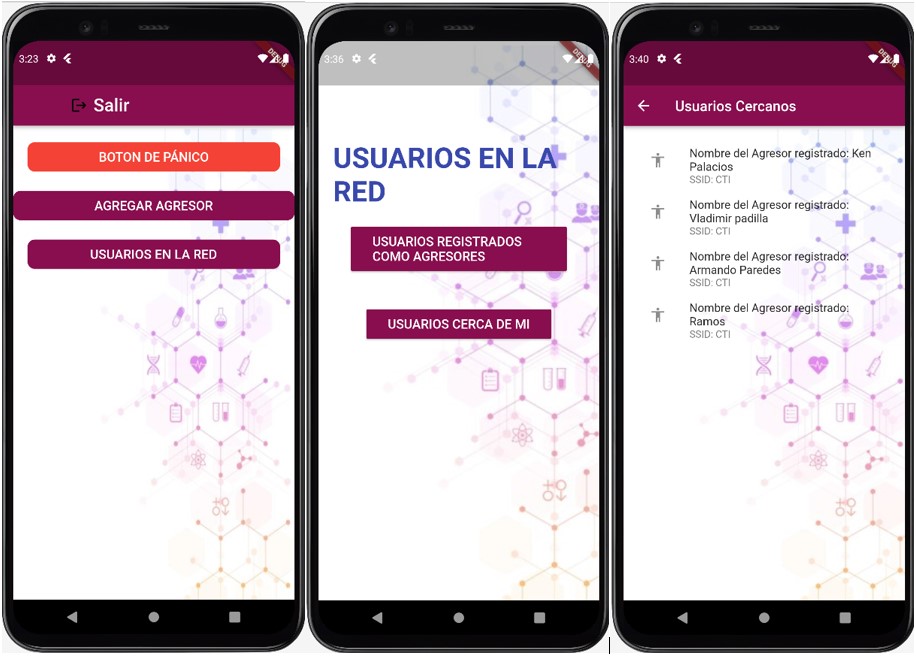 3:23
DEBUG
Salir
BOTON DE PÁNICO
AGREGAR AGRESOR
USUARIOS EN LA RED
3:36
DEBUG
USUARIOS EN LA
RED
USUARIOS REGISTRADOS
COMO AGRESORES
USUARIOS CERCA DE MI
3:40
DEBUG
Usuarios Cercanos
Nombre del Agresor registrado: Ken
Palacios
SSID: CTI
Nombre del Agresor registrado:
Vladimir padilla
SSID: CTI
Nombre del Agresor registrado:
Armando Paredes
SSID: CTI
Nombre del Agresor registrado:
Ramos
SSID: CTI